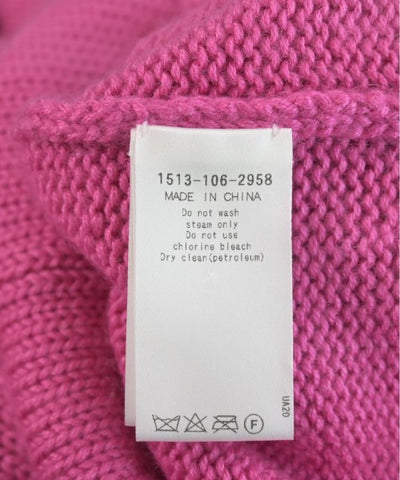 1513-106-2958
MADE IN CHINA
Do not wash
steam only
Do not use
chlorine bleach
Dry clean(petroleum)
UA20
F